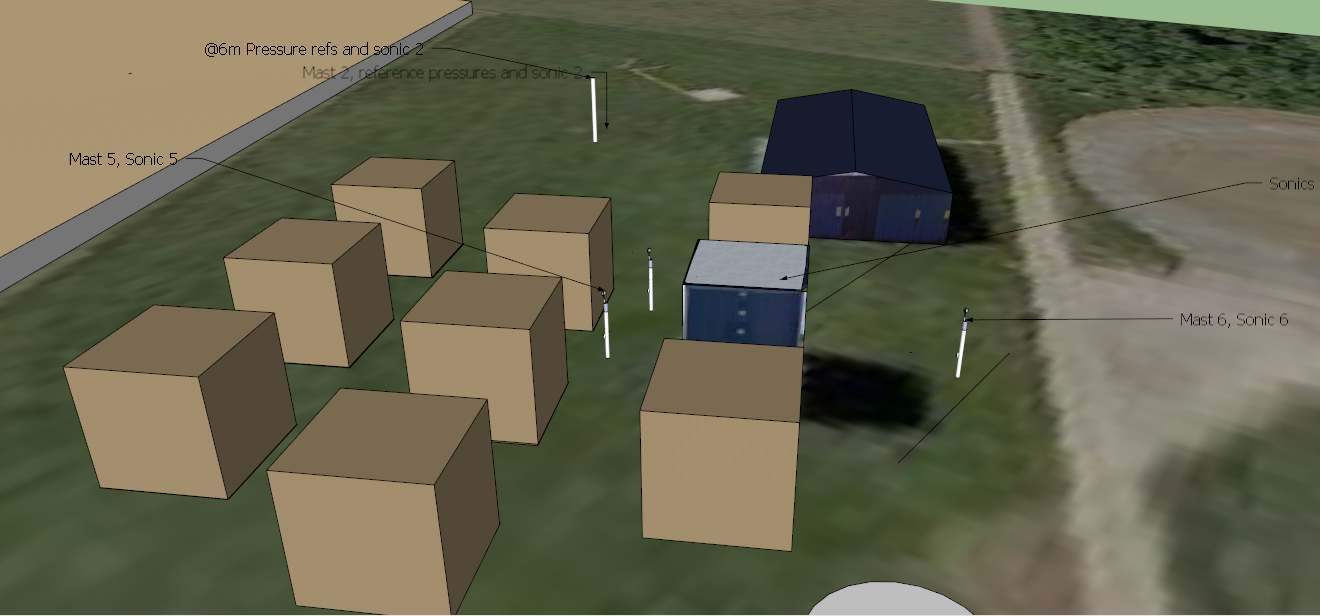 @6m Pressure refs and sonic 2
Mast 2, reference pressures and sonic 2
Mast 5, Sonic 5
Sonics
Mast 6, Sonic 6